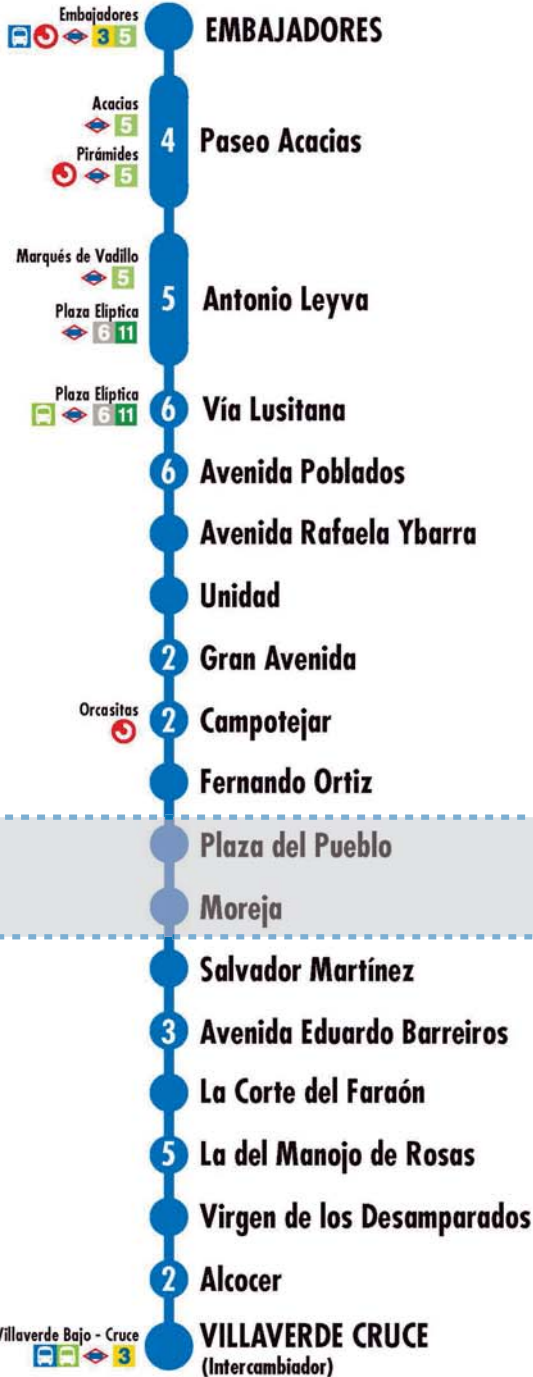 Embajadores
3 5
EMBAJADORES
Acacias
5
Pirámides
5
4
Paseo Acacias
Marqués de Vadillo
5
Plaza Elíptica
6 11
5
Antonio Leyva
Plaza Elíptica
6 11
6
Vía Lusitana
6
Avenida Poblados
Avenida Rafaela Ybarra
Unidad
2
Gran Avenida
Orcasitas
2
Campotejar
Fernando Ortiz
Plaza del Pueblo
Moreja
Salvador Martínez
3
Avenida Eduardo Barreiros
La Corte del Faraón
5
La del Manojo de Rosas
Virgen de los Desamparados
2
Alcocer
Villaverde Bajo - Cruce
3
VILLAVERDE CRUCE
(Intercambiador)